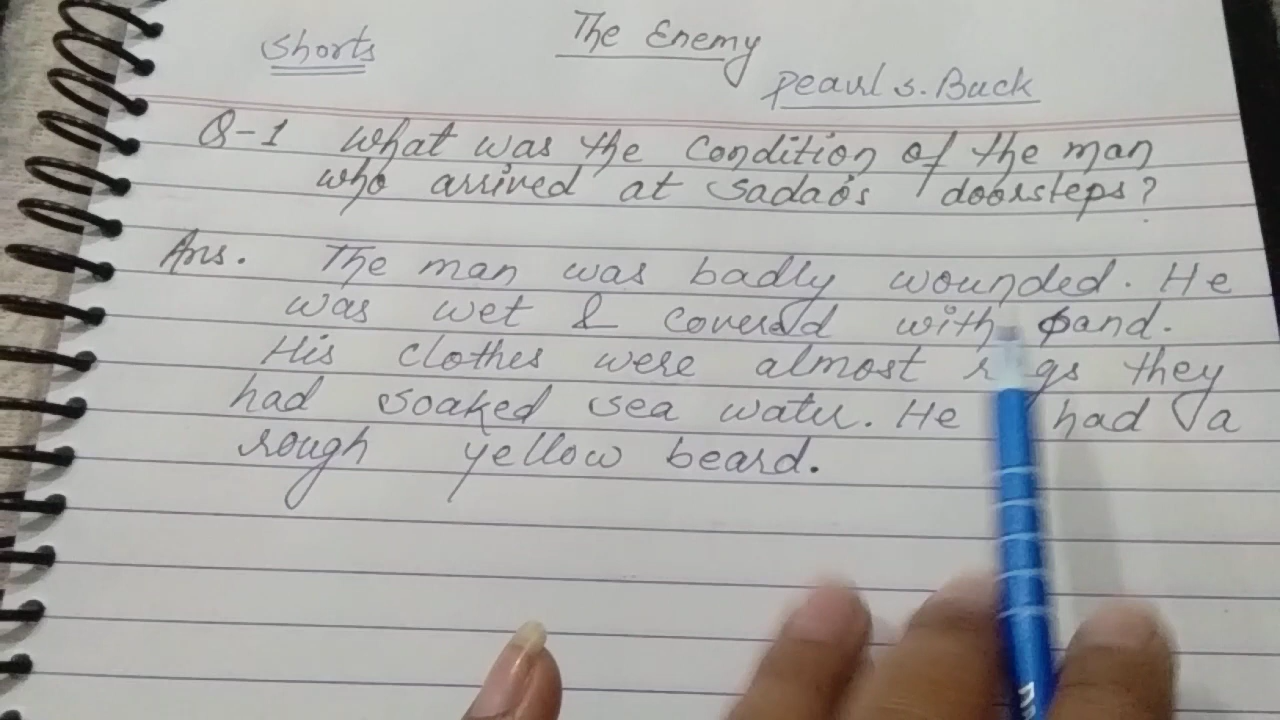 Shorts
The Enemy
Pearl S. Buck
Q-1 What was the condition of the man
who arrived at Sadao's doorsteps?
Ans. The man was badly wounded. He
was wet & covered with sand.
His clothes were almost they
had soaked sea water. He had a
rough yellow beard.